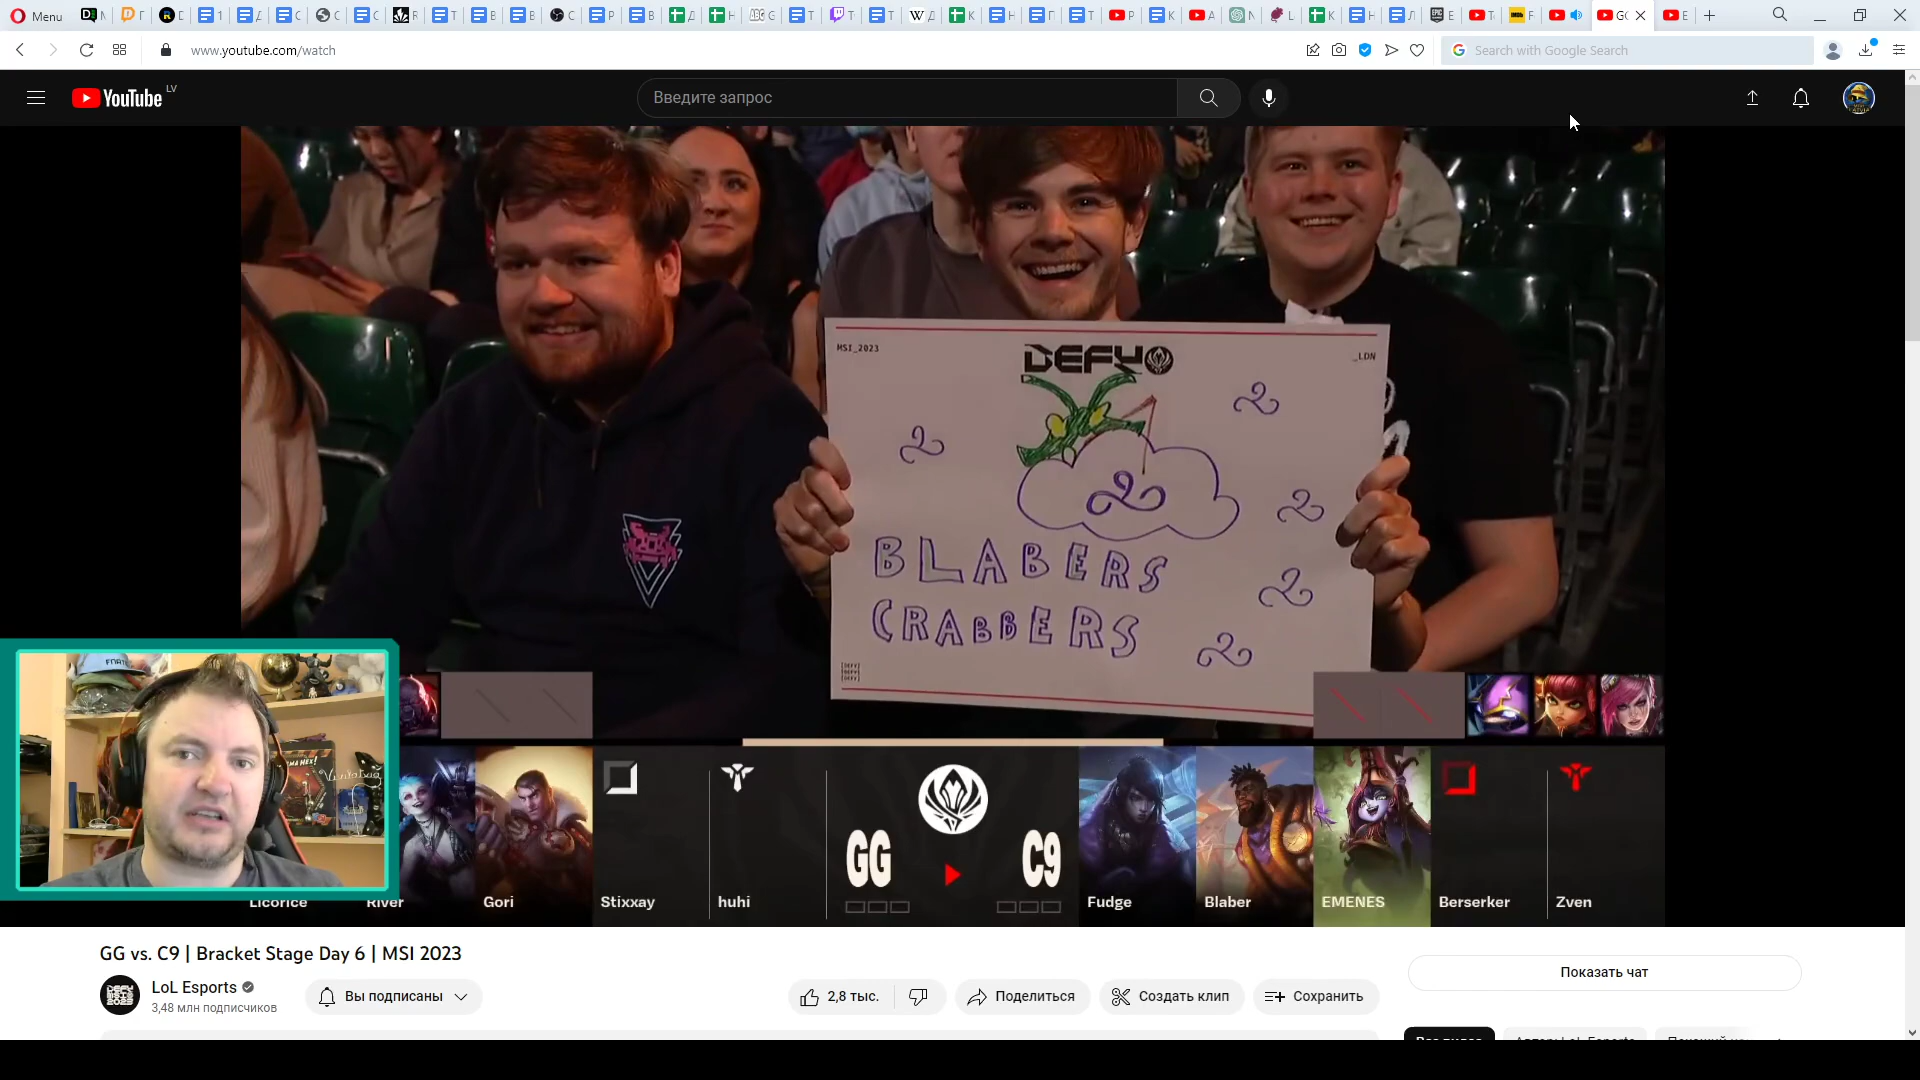 Menu
www.youtube.com/watch
Search with Google Search
YouTube LV
Введите запрос
MSI_2023
DEFY
_LDN
BLABERS
CRABBERS
Licorice
River
Gori
Stixxay
huhi
GG
C9
Fudge
Blaber
EMENES
Berserker
Zven
GG vs. C9 | Bracket Stage Day 6 | MSI 2023
LoL Esports
3,48 млн подписчиков
Вы подписаны
2,8 тыс.
Поделиться
Создать клип
Сохранить
Показать чат